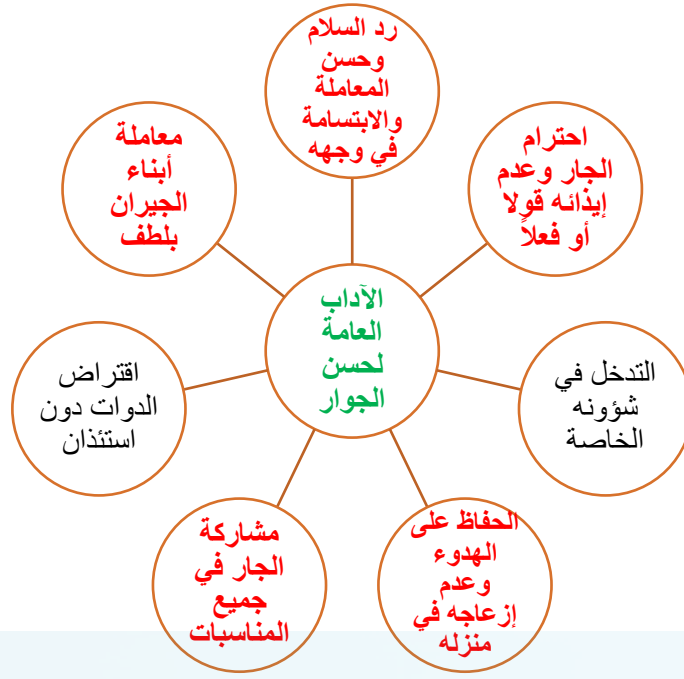 رد السلام
وحسن
المعاملة
والابتسامة
في وجهه
احترام
الجار وعدم
إيذائه قولا
أو فعلاً
معاملة
أبناء
الجيران
بلطف
الآداب
العامة
لحسن
الجوار
التدخل في
شؤونه
الخاصة
اقتراض
الدوات دون
استئذان
الحفاظ على
الهدوء
وعدم
إزعاجه في
منزله
مشاركة
الجار في
جميع
المناسبات